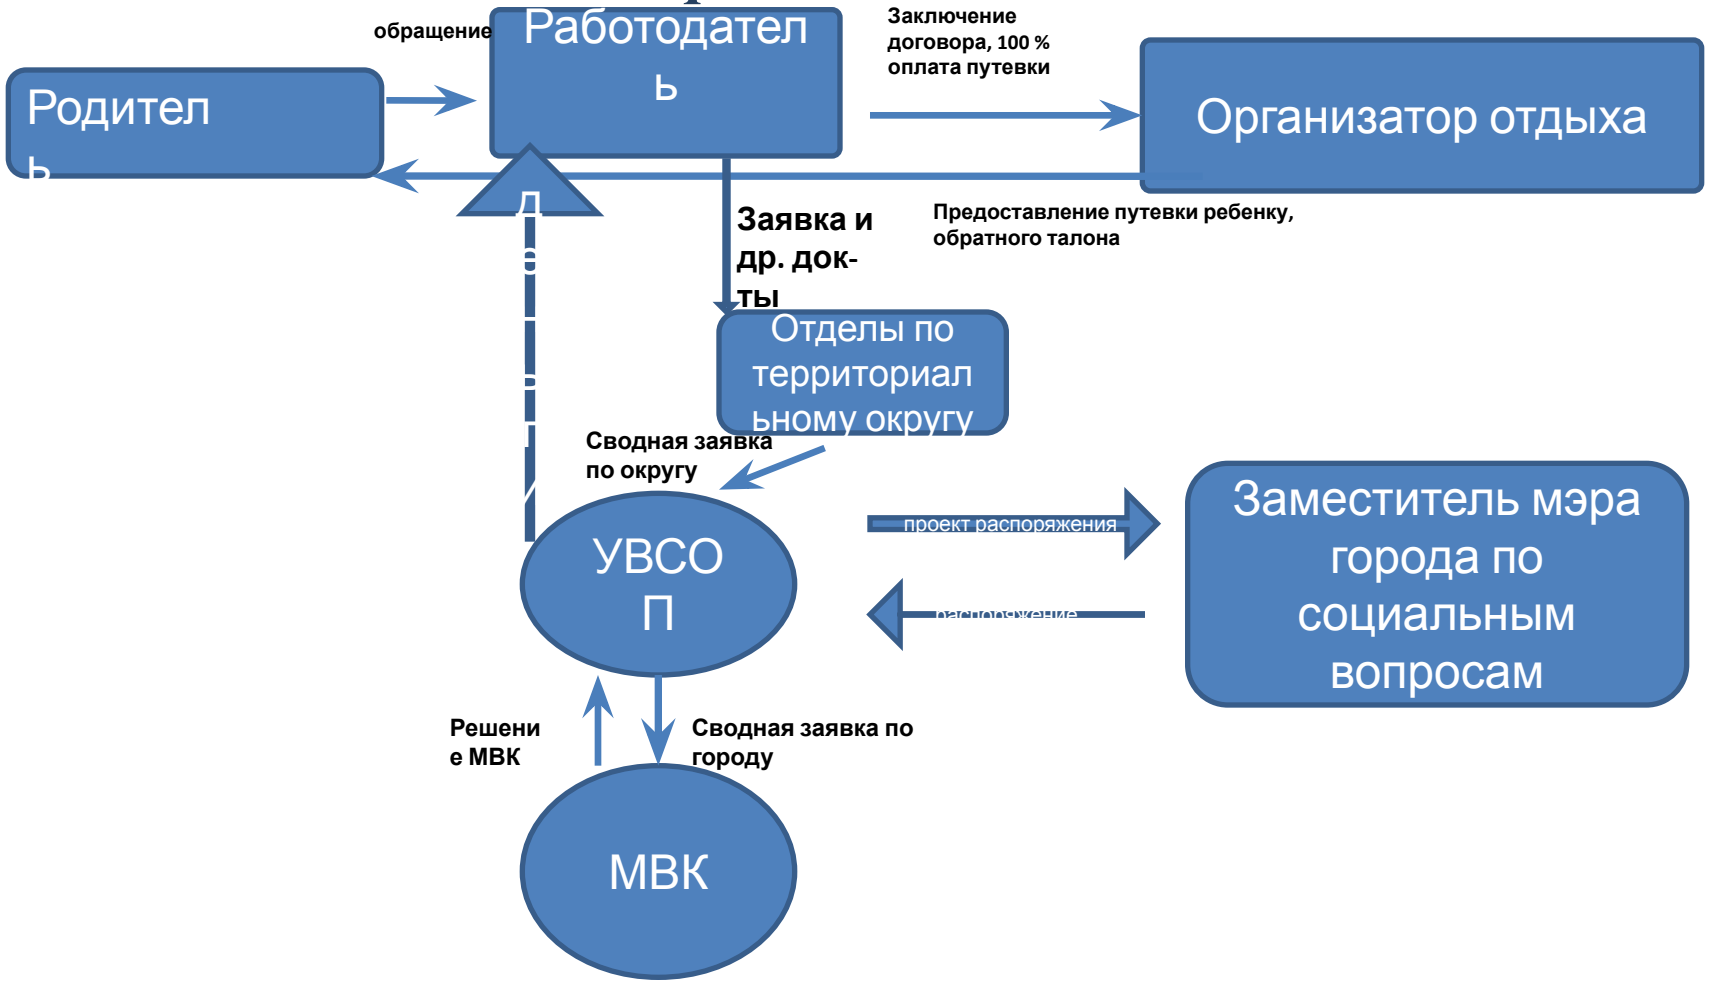 обращение
Работодател
ь
Заключение
договора, 100 %
оплата путевки
Родител
ь
Организатор отдыха
Предоставление путевки ребенку,
обратного талона
Заявка и
др. док-
ты
Отделы по
территориал
ьному округу
Сводная заявка
по округу
УВСО
П
проект распоряжения
распоряжение
Заместитель мэра
города по
социальным
вопросам
Решени
е МВК
Сводная заявка по
городу
МВК